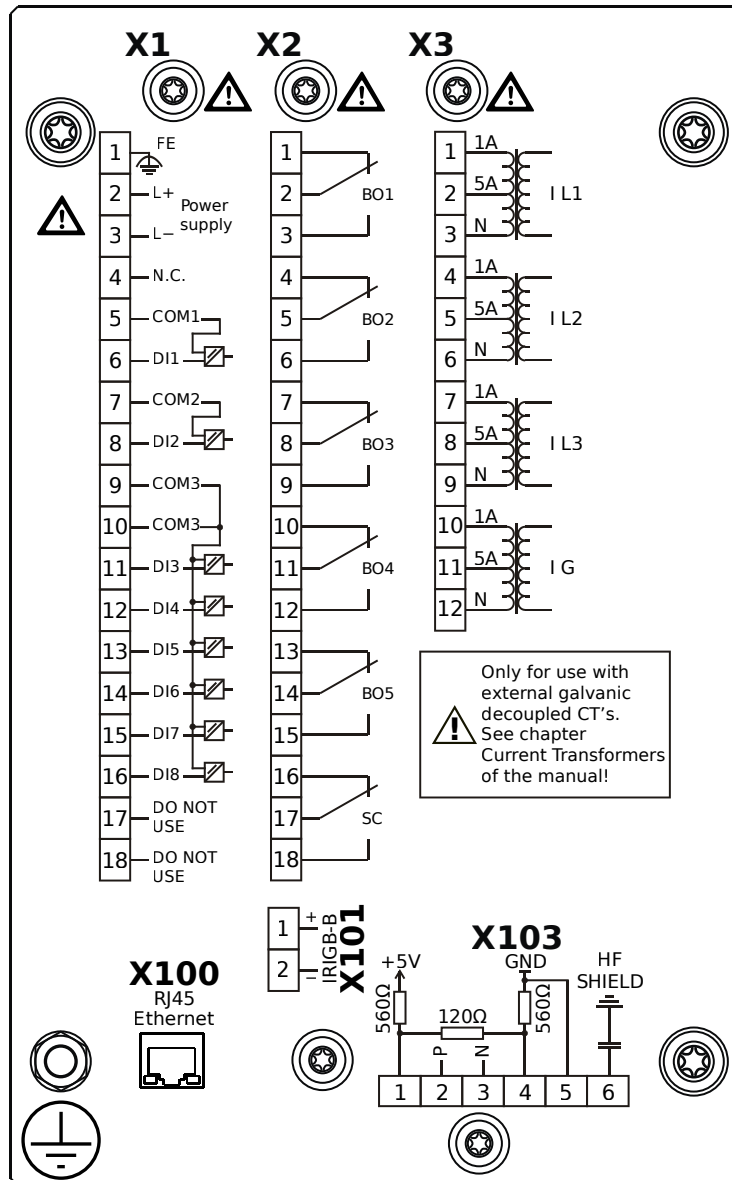 X1 X2 X3
1 FE
2 L+
Power
supply
3 L−
4 N.C.
5 COM1
6 DI1
7 COM2
8 DI2
9 COM3
10 COM3
11 DI3
12 DI4
13 DI5
14 DI6
15 DI7
16 DI8
17 DO NOT
USE
18 DO NOT
USE
1
2 BO1
3
4
5 BO2
6
7
8 BO3
9
10
11 BO4
12
13
14 BO5
15
16
17 SC
18
1 1A
2 5A I L1
3 N
4 1A
5 5A I L2
6 N
7 1A
8 5A I L3
9 N
10 1A
11 5A I G
12 N
! Only for use with
external galvanic
decoupled CT's.
See chapter
Current Transformers
of the manual!
X100
RJ45
Ethernet
1 +
2 −
IRIGB-B
X101
X103
+5V GND HF
SHIELD
560Ω 120Ω 560Ω
P N
1 2 3 4 5 6